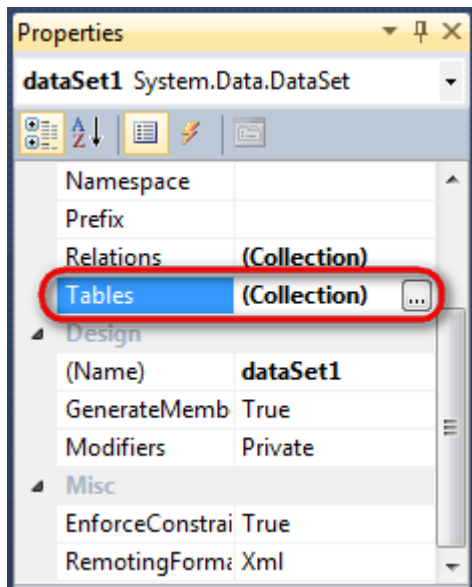 Properties
dataSet1 System.Data.DataSet
Namespace
Prefix
Relations (Collection)
Tables (Collection) ...
Design
(Name) dataSet1
GenerateMemb True
Modifiers Private
Misc
EnforceConstrai True
RemotingForma Xml